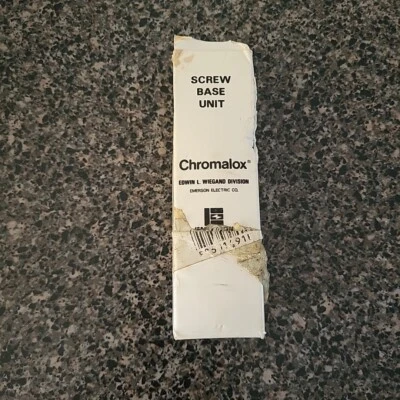 SCREW
BASE
UNIT
Chromalox®
EDWIN L. WIEGAND DIVISION
EMERSON ELECTRIC CO.